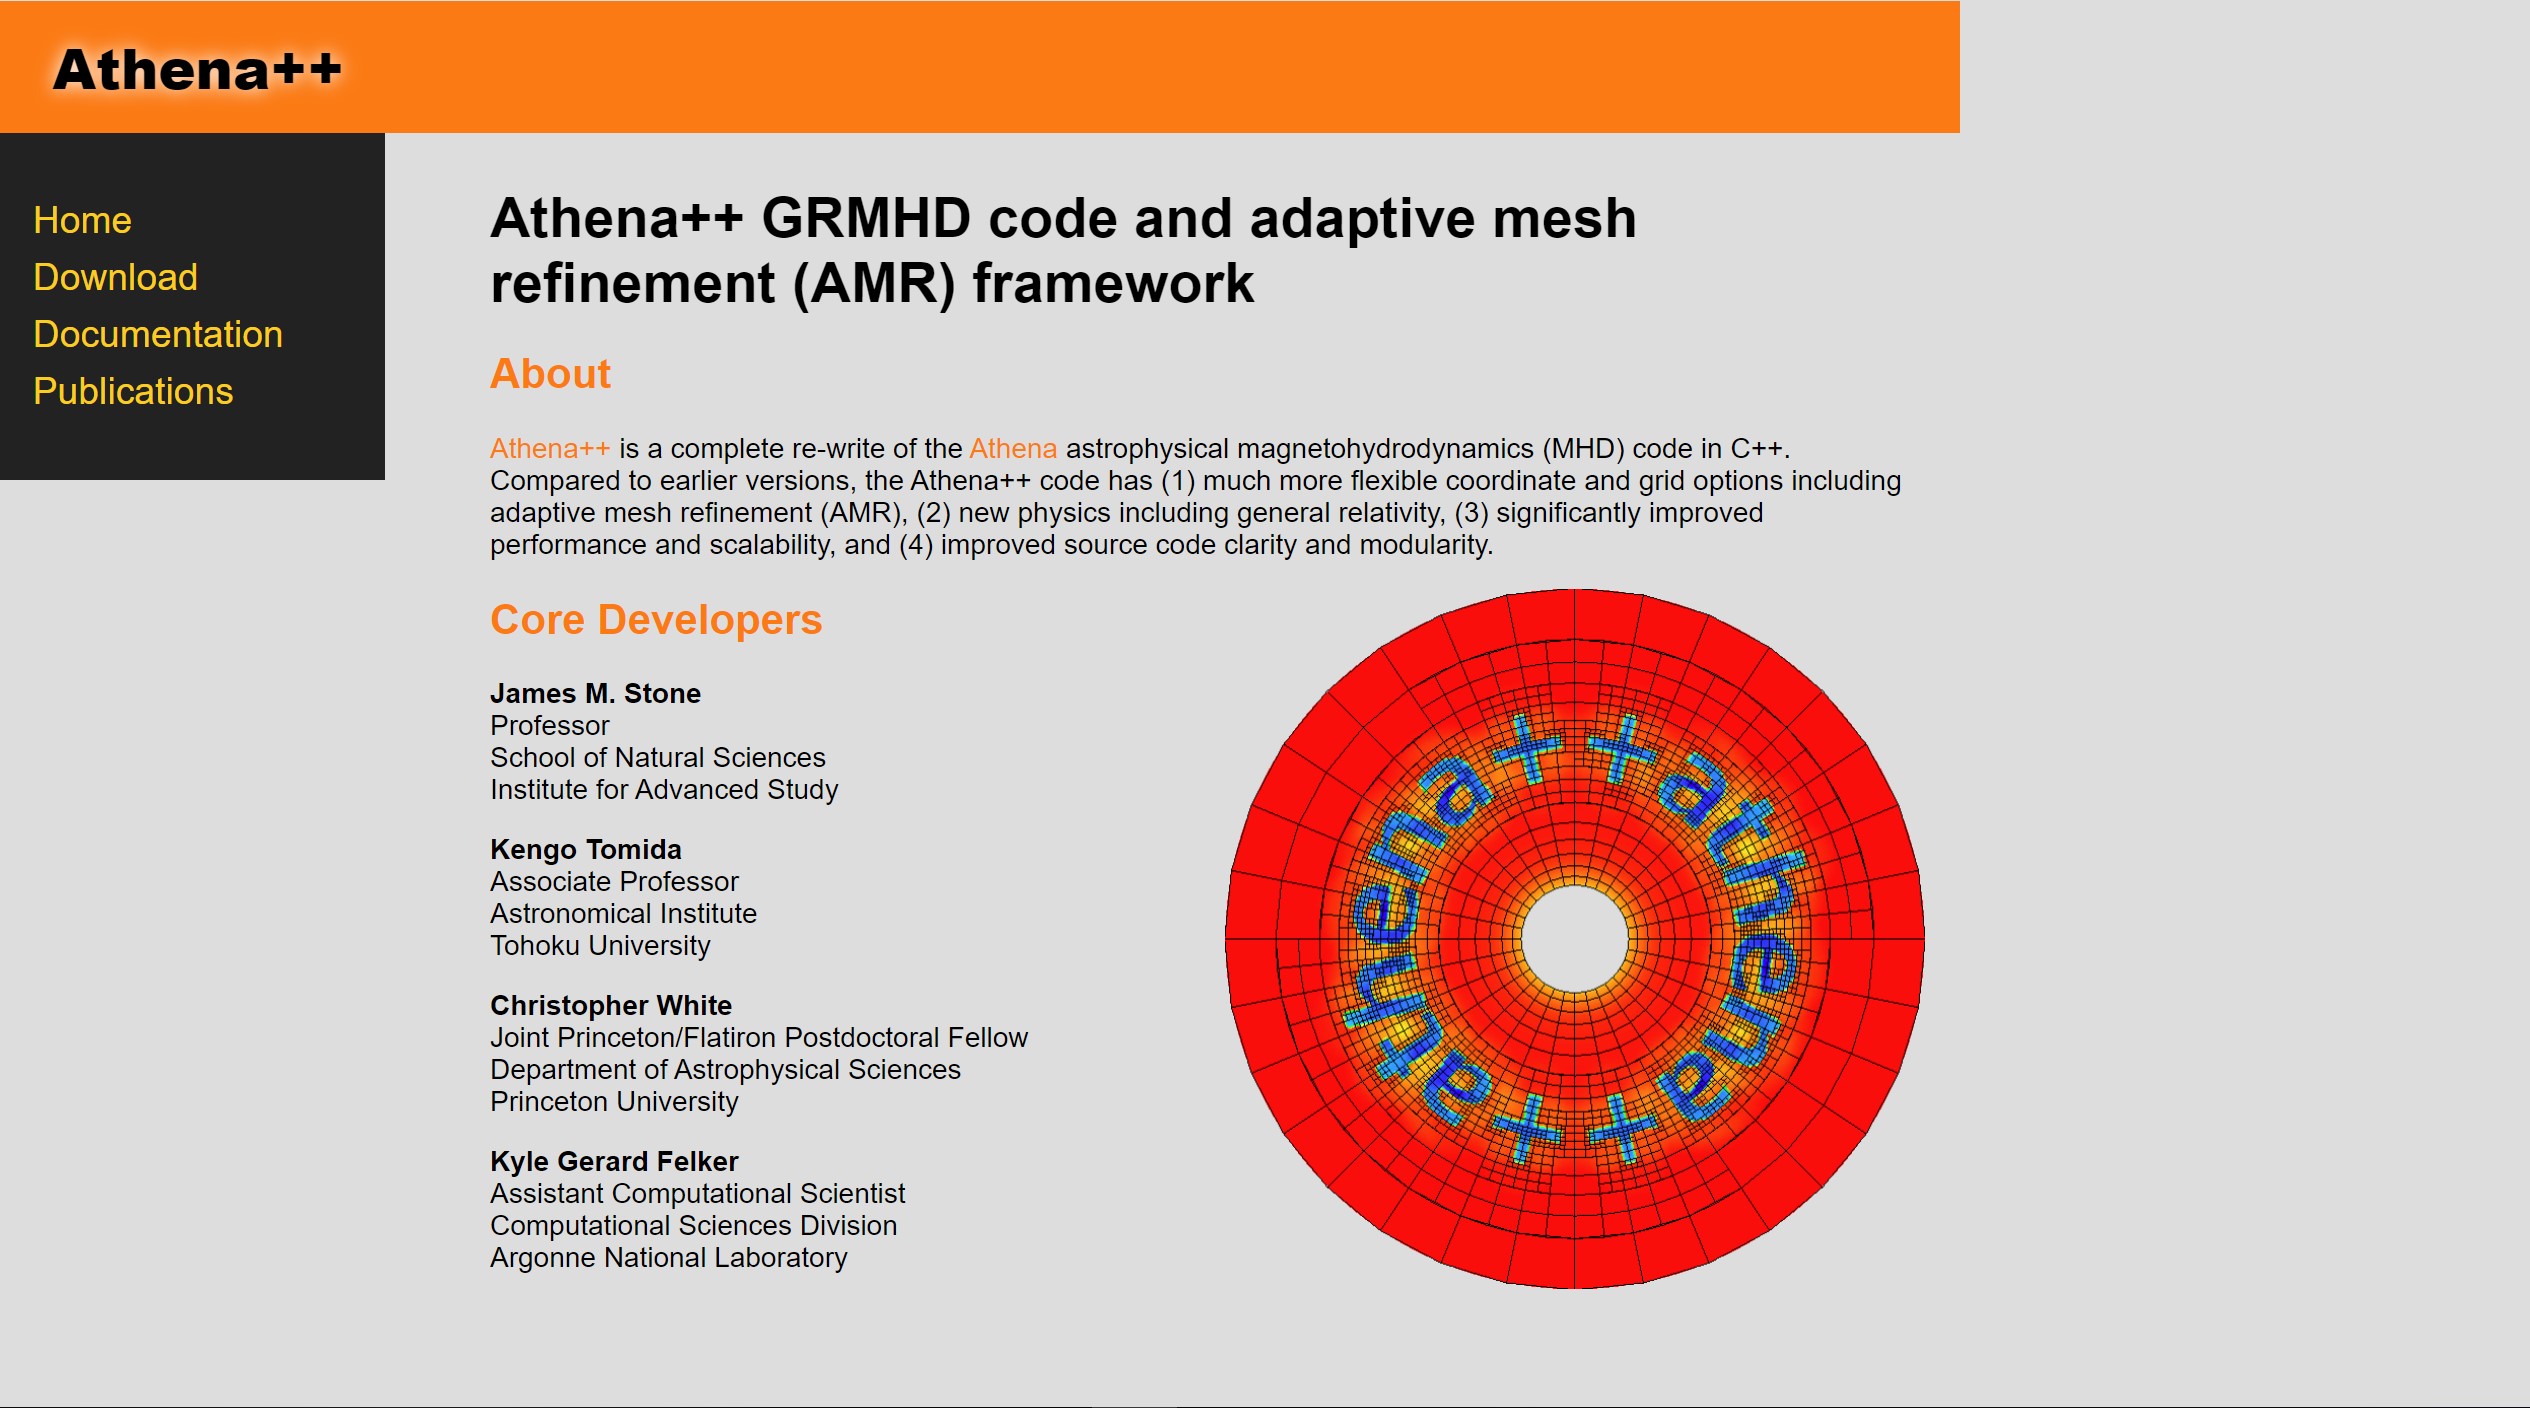 Athena++
Home
Download
Documentation
Publications
Athena++ GRMHD code and adaptive mesh
refinement (AMR) framework
About
Athena++ is a complete re-write of the Athena astrophysical magnetohydrodynamics (MHD) code in C++.
Compared to earlier versions, the Athena++ code has (1) much more flexible coordinate and grid options including
adaptive mesh refinement (AMR), (2) new physics including general relativity, (3) significantly improved
performance and scalability, and (4) improved source code clarity and modularity.
Core Developers
James M. Stone
Professor
School of Natural Sciences
Institute for Advanced Study
Kengo Tomida
Associate Professor
Astronomical Institute
Tohoku University
Christopher White
Joint Princeton/Flatiron Postdoctoral Fellow
Department of Astrophysical Sciences
Princeton University
Kyle Gerard Felker
Assistant Computational Scientist
Computational Sciences Division
Argonne National Laboratory
athena++
athena++